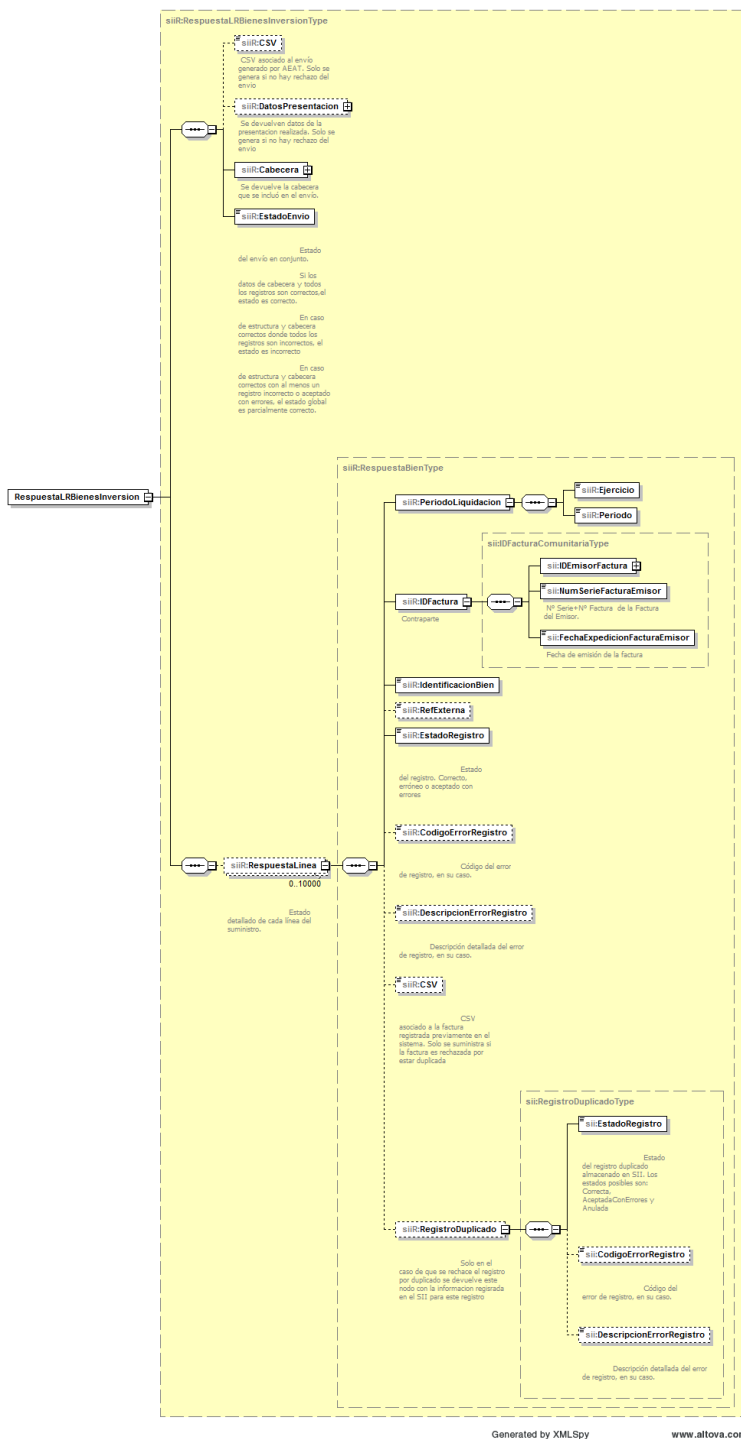 siiR:RespuestaLRBienesInversionType
siiR:CSV
CSV asociado al envío
generado por AEAT. Solo se
genera si no hay rechazo del
envio
siiR:DatosPresentacion
Se devuelven datos de la
presentacion realizada. Solo se
genera si no hay rechazo del
envio
siiR:Cabecera
Se devuelve la cabecera
que se incluó en el envío.
siiR:EstadoEnvio
Estado
del envío en conjunto.
Si los
datos de cabecera y todos
los registros son correctos,el
estado es correcto.
En caso
de estructura y cabecera
correctos donde todos los
registros son incorrectos, el
estado es incorrecto
En caso
de estructura y cabecera
correctos con al menos un
registro incorrecto o aceptado
con errores, el estado global
es parcialmente correcto.
RespuestaLRBienesInversion
siiR:RespuestaBienType
siiR:PeriodoLiquidacion
siiR:Ejercicio
siiR:Periodo
sii:IDFacturaComunitariaType
sii:IDEmisorFactura
siiR:IDFactura
Contraparte
sii:NumSerieFacturaEmisor
Nº Serie+Nº Factura de la Factura
del Emisor.
sii:FechaExpedicionFacturaEmisor
Fecha de emisión de la factura
siiR:IdentificacionBien
siiR:RefExterna
siiR:EstadoRegistro
Estado
del registro. Correcto,
erróneo o aceptado con
errores
siiR:CodigoErrorRegistro
Código del error
de registro, en su caso.
siiR:RespuestaLinea
0..10000
Estado
detallado de cada línea del
suministro.
siiR:DescripcionErrorRegistro
Descripción detallada del error
de registro, en su caso.
siiR:CSV
CSV
asociado a la factura
registrada previamente en el
sistema. Solo se suministra si
la factura es rechazada por
estar duplicada
sii:RegistroDuplicadoType
sii:EstadoRegistro
Estado
del registro duplicado
almacenado en SII. Los
estados posibles son:
Correcta,
AceptadaConErrores y
Anulada
siiR:RegistroDuplicado
Solo en el
caso de que se rechace el registro
por duplicado se devuelve este
nodo con la informacion regisrada
en el SII para este registro
sii:CodigoErrorRegistro
Código del
error de registro, en su caso.
sii:DescripcionErrorRegistro
Descripción detallada del error
de registro, en su caso.
Generated by XMLSpy
www.altova.com